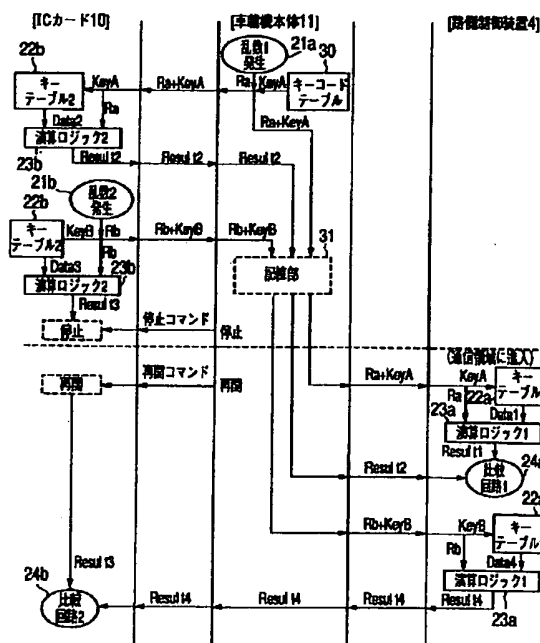 [ICカード10]
[車載機本体11]
[路側制御装置4]
22b
乱数1
発生
21a
30
キー
テーブル2
KeyA
Ra+KeyA
Ra+KeyA
Ra
キーコード
テーブル
Ra
Ra+KeyA
Data2
演算ロジック2
23b
Result2
Result2
Result2
21b
乱数2
発生
22b
キー
テーブル2
KeyB
Rb
Rb+KeyB
Rb+KeyB
31
Rb
Data3
23b
記憶部
演算ロジック2
Result3
停止
停止コマンド
停止
(通信領域に進入)
再開
再開コマンド
再開
Ra+KeyA
KeyA
キー
テーブル
Ra
22a
23a
Data1
演算ロジック1
Result1
24a
Result2
比較
回路1
22a
Rb+KeyB
KeyB
キー
テーブル1
Rb
Data4
Result3
演算ロジック1
24b
比較
回路2
Result4
Result4
Result4
Result4
23a